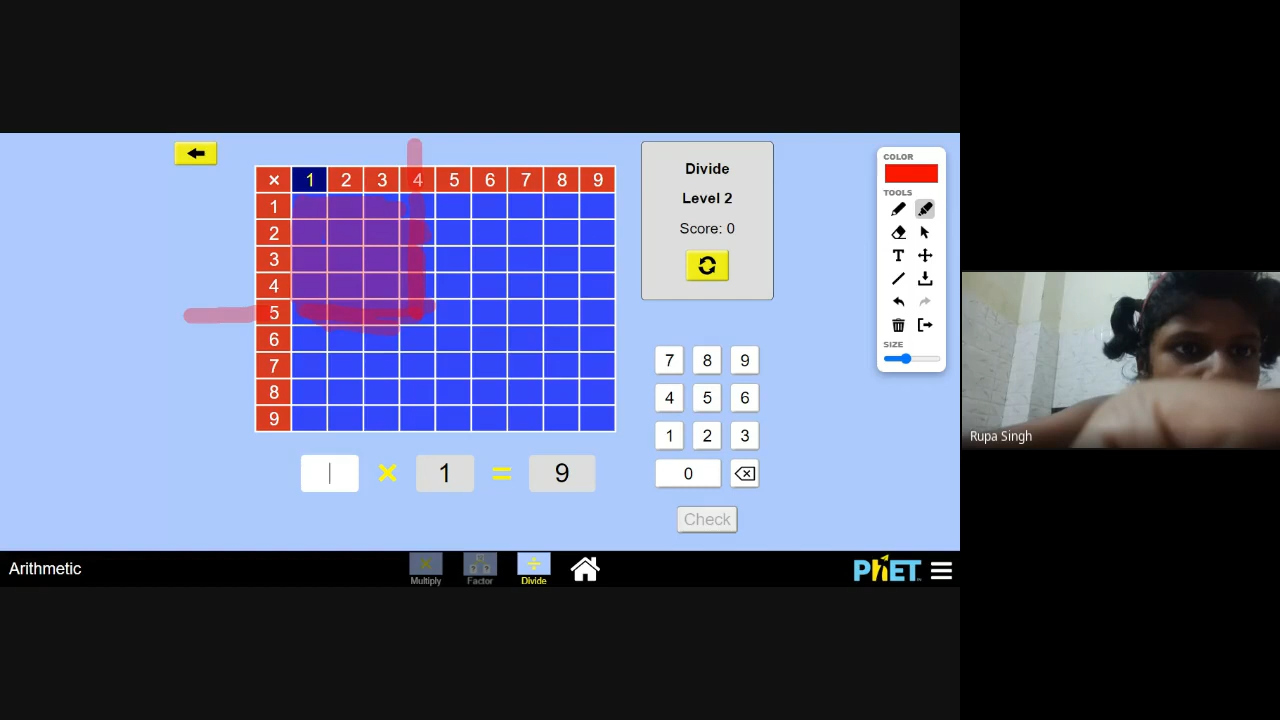 × 1 2 3 4 5 6 7 8 9
1
2
3
4
5
6
7
8
9
× 1 = 9
Divide
Level 2
Score: 0
7 8 9
4 5 6
1 2 3
0
Check
COLOR
TOOLS
T
SIZE
Rupa Singh
Arithmetic
Multiply
Factor
Divide
PhET